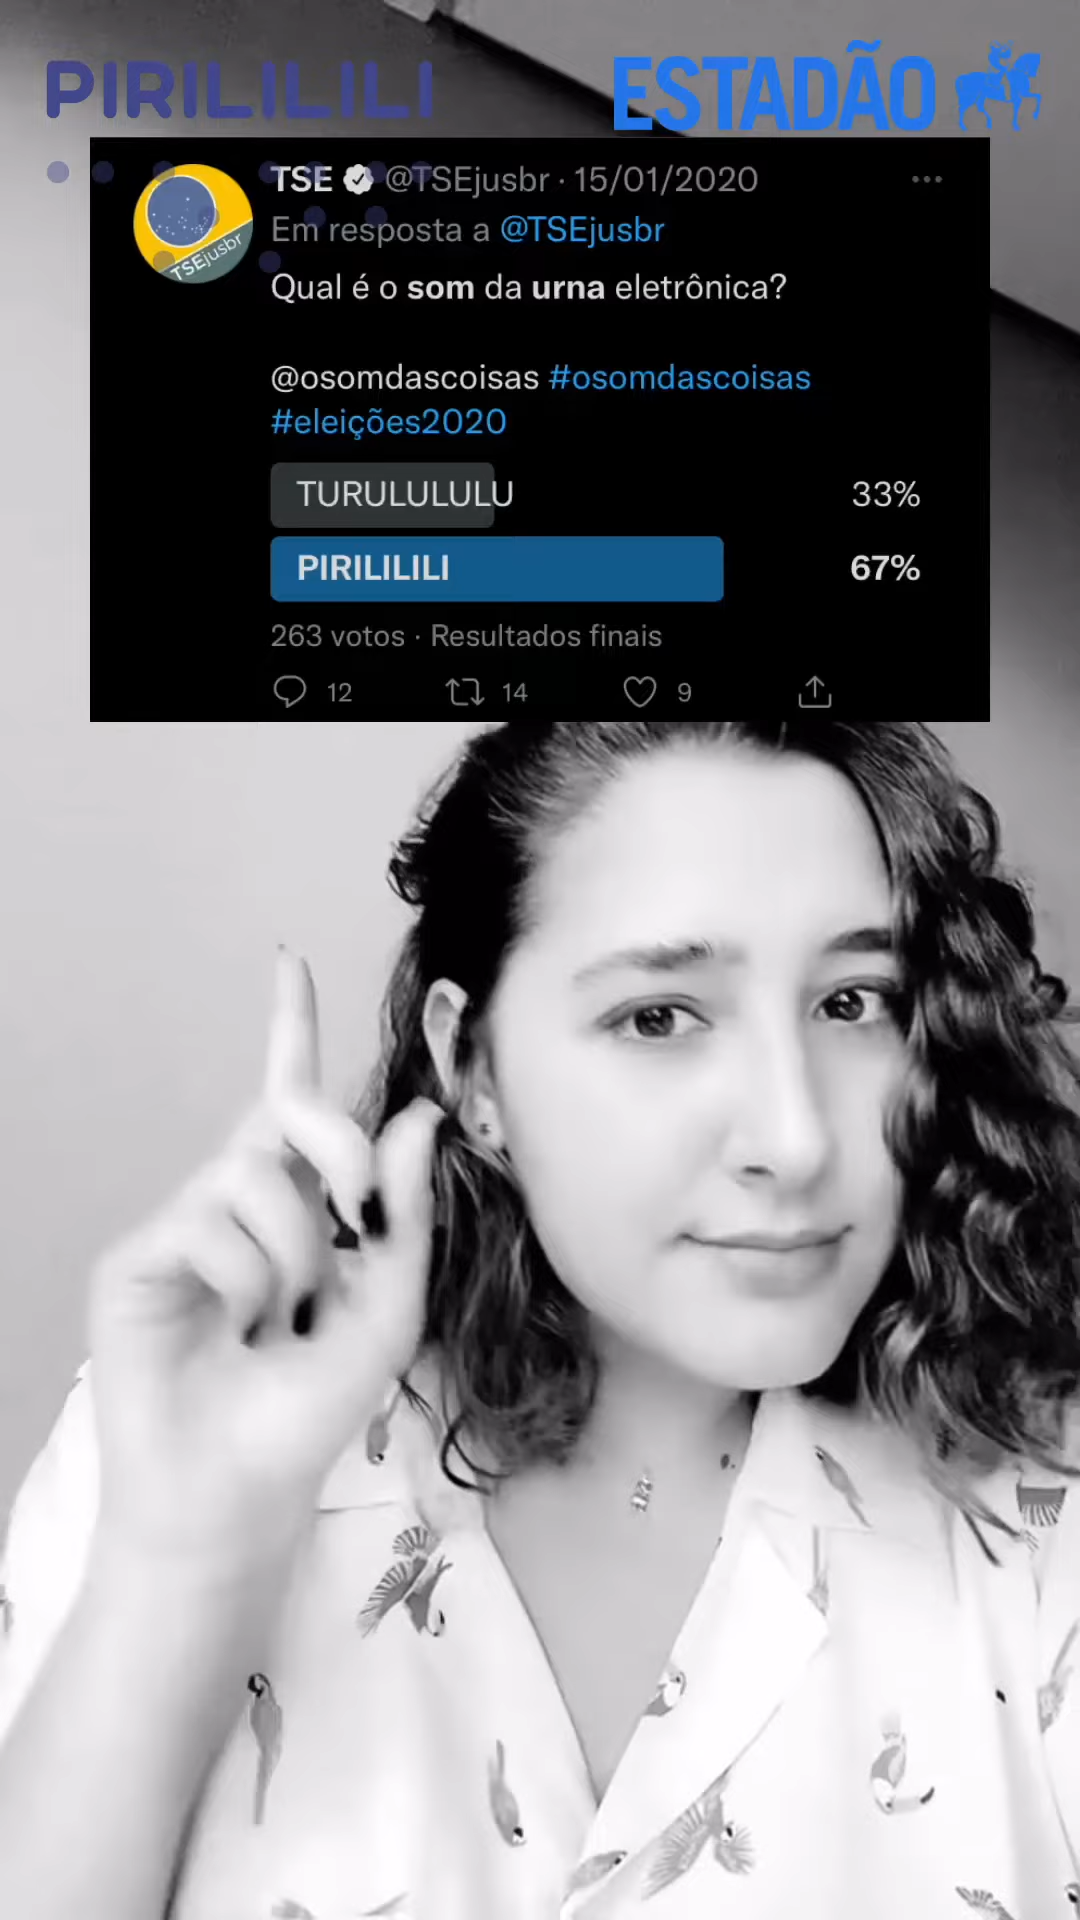 PIRILILILI
ESTADÃO
TSE @TSEjusbr · 15/01/2020
TSEjusbr
Em resposta a @TSEjusbr
Qual é o som da urna eletrônica?
@osomdascoisas #osomdascoisas
#eleições2020
TURULULULU 33%
PIRILILILI 67%
263 votos · Resultados finais
12 14 9